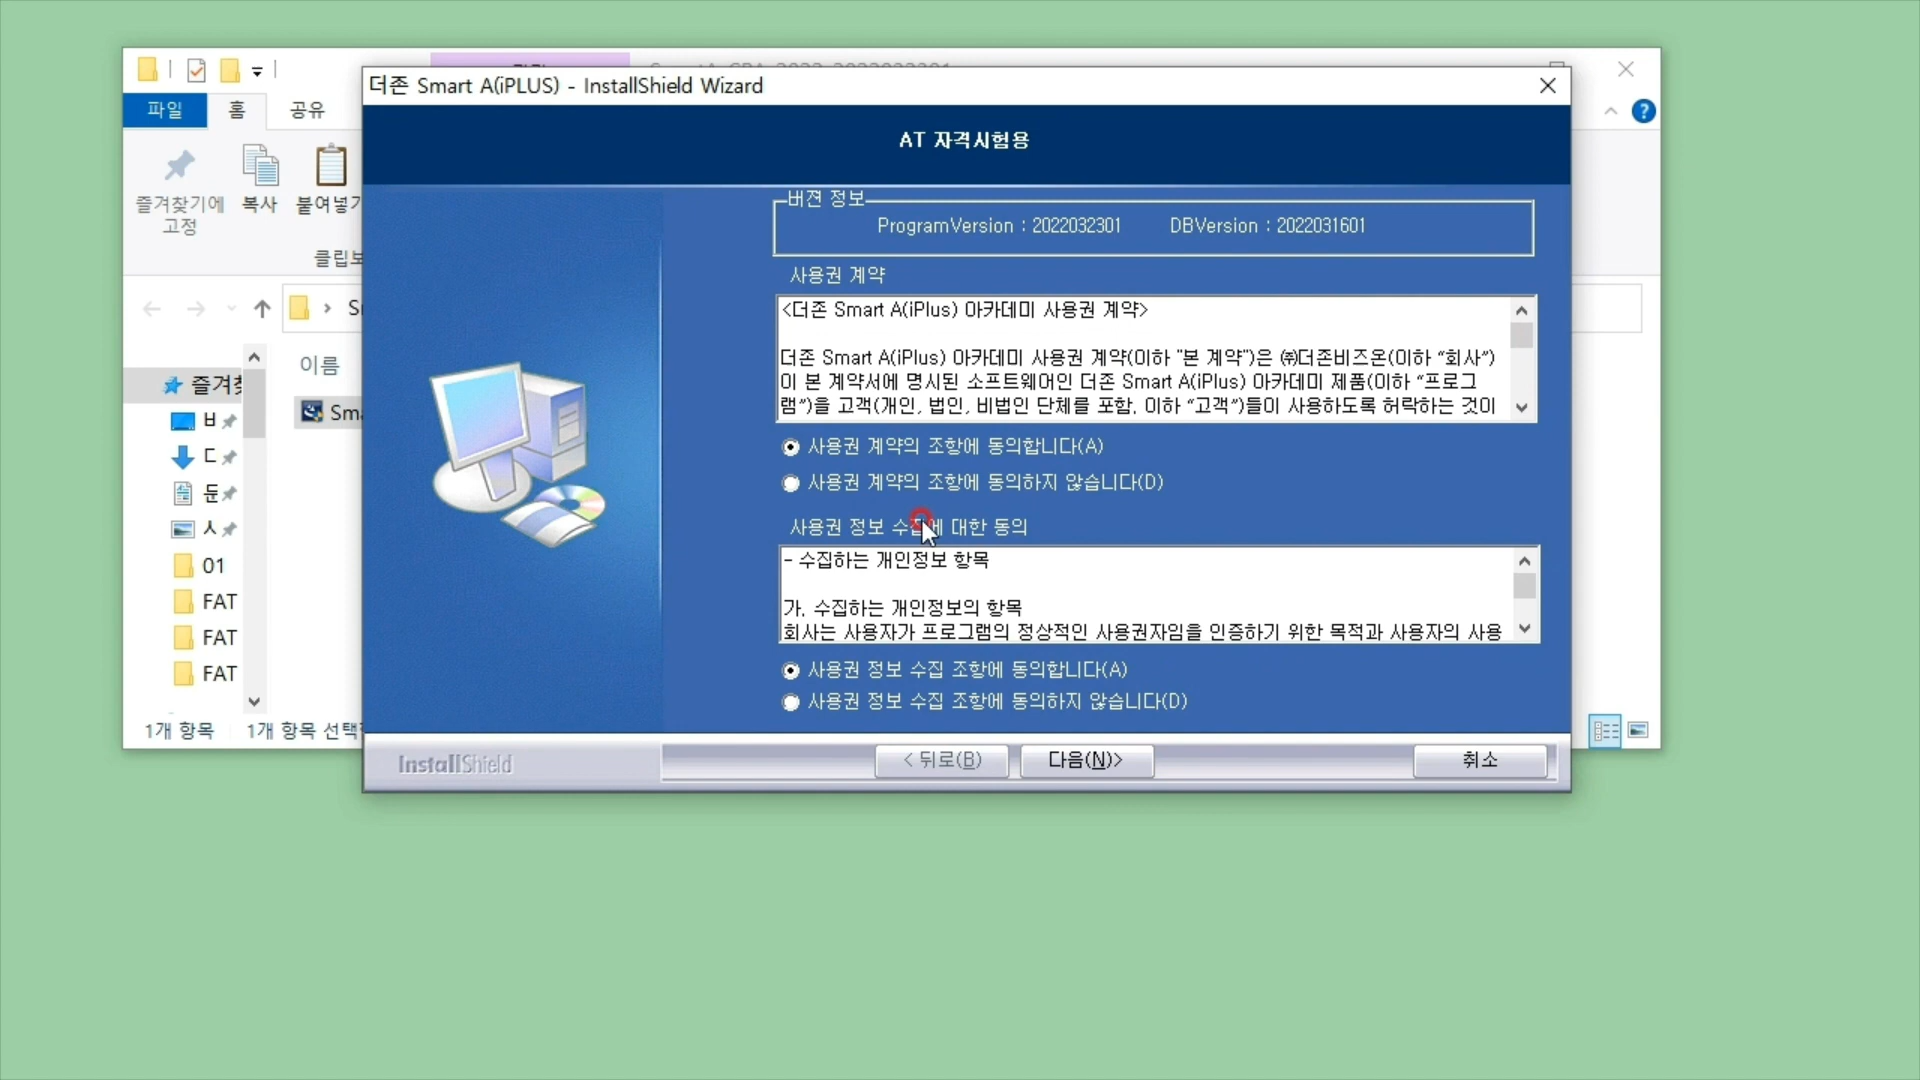 파일
홈
공유
즐겨찾기에
고정
복사
클립보
이름
즐겨찾
01
FAT
FAT
FAT
1개 항목
1개 항목 선택
더존 Smart A(iPLUS) - InstallShield Wizard
AT 자격시험용
버젼 정보
ProgramVersion : 2022032301 DBVersion : 2022031601
사용권 계약
<더존 Smart A(iPlus) 아카데미 사용권 계약>
더존 Smart A(iPlus) 아카데미 사용권 계약(이하 "본 계약")은 ㈜더존비즈온(이하 “회사”)
이 본 계약서에 명시된 소프트웨어인 더존 Smart A(iPlus) 아카데미 제품(이하 “프로그
램”)을 고객(개인, 법인, 비법인 단체를 포함, 이하 “고객”)들이 사용하도록 허락하는 것이
사용권 계약의 조항에 동의합니다(A)
사용권 계약의 조항에 동의하지 않습니다(D)
사용권 정보 수집에 대한 동의
- 수집하는 개인정보 항목
가. 수집하는 개인정보의 항목
회사는 사용자가 프로그램의 정상적인 사용권자임을 인증하기 위한 목적과 사용자의 사용
사용권 정보 수집 조항에 동의합니다(A)
사용권 정보 수집 조항에 동의하지 않습니다(D)
InstallShield
< 뒤로(B)
다음(N)>
취소